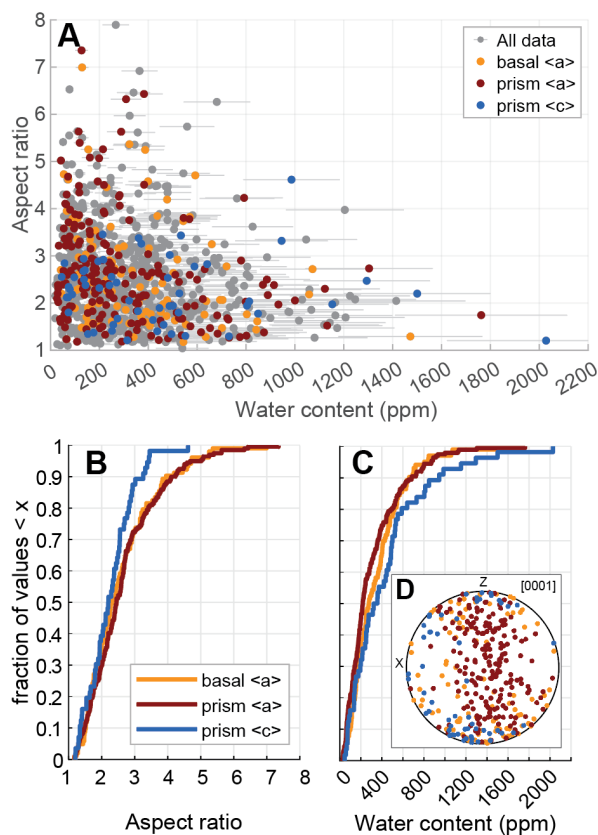 A
All data
basal <a>
prism <a>
prism <c>
Aspect ratio
8
7
6
5
4
3
2
1
0 200 400 600 800 1000 1200 1400 1600 1800 2000 2200
Water content (ppm)
B
fraction of values < x
1
0.9
0.8
0.7
0.6
0.5
0.4
0.3
0.2
0.1
0
basal <a>
prism <a>
prism <c>
1 2 3 4 5 6 7 8
Aspect ratio
C
D
Z
[0001]
X
0 400 800 1200 1600 2000
Water content (ppm)